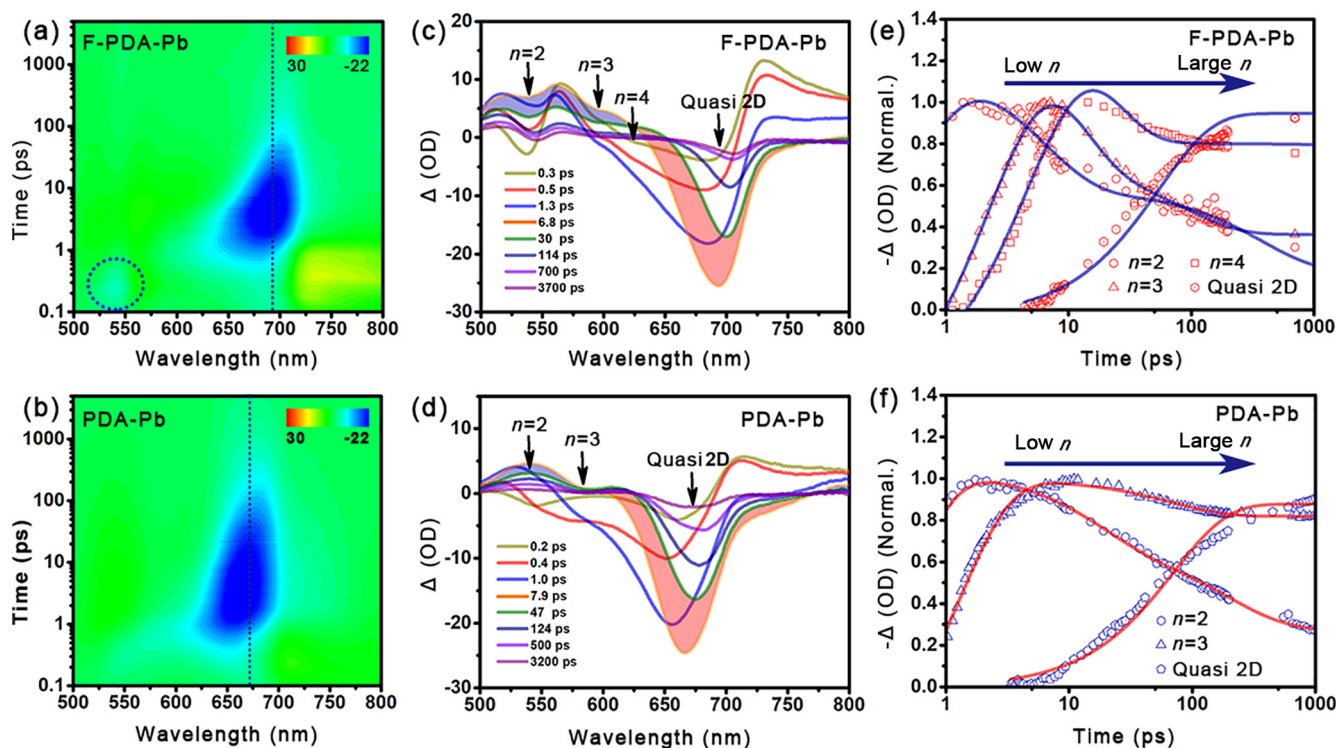 (a)
F-PDA-Pb
30 -22
1000
100
10
1
0.1
Time (ps)
500 550 600 650 700 750 800
Wavelength (nm)
(c)
F-PDA-Pb
n=2
n=3
n=4
Quasi 2D
20
10
0
-10
-20
-30
Δ (OD)
0.3 ps
0.5 ps
1.3 ps
6.8 ps
30 ps
114 ps
700 ps
3700 ps
500 550 600 650 700 750 800
Wavelength (nm)
(e)
F-PDA-Pb
Low n
Large n
1.4
1.2
1.0
0.8
0.6
0.4
0.2
0.0
-Δ (OD) (Normal.)
n=2 n=4
n=3 Quasi 2D
1 10 100 1000
Time (ps)
(b)
PDA-Pb
30 -22
1000
100
10
1
0.1
Time (ps)
500 550 600 650 700 750 800
Wavelength (nm)
(d)
PDA-Pb
n=2
n=3
Quasi 2D
15
0
-15
-30
Δ (OD)
0.2 ps
0.4 ps
1.0 ps
7.9 ps
47 ps
124 ps
500 ps
3200 ps
500 550 600 650 700 750 800
Wavelength (nm)
(f)
PDA-Pb
Low n
Large n
1.4
1.2
1.0
0.8
0.6
0.4
0.2
0.0
-Δ (OD) (Normal.)
n=2
n=3
Quasi 2D
1 10 100 1000
Time (ps)